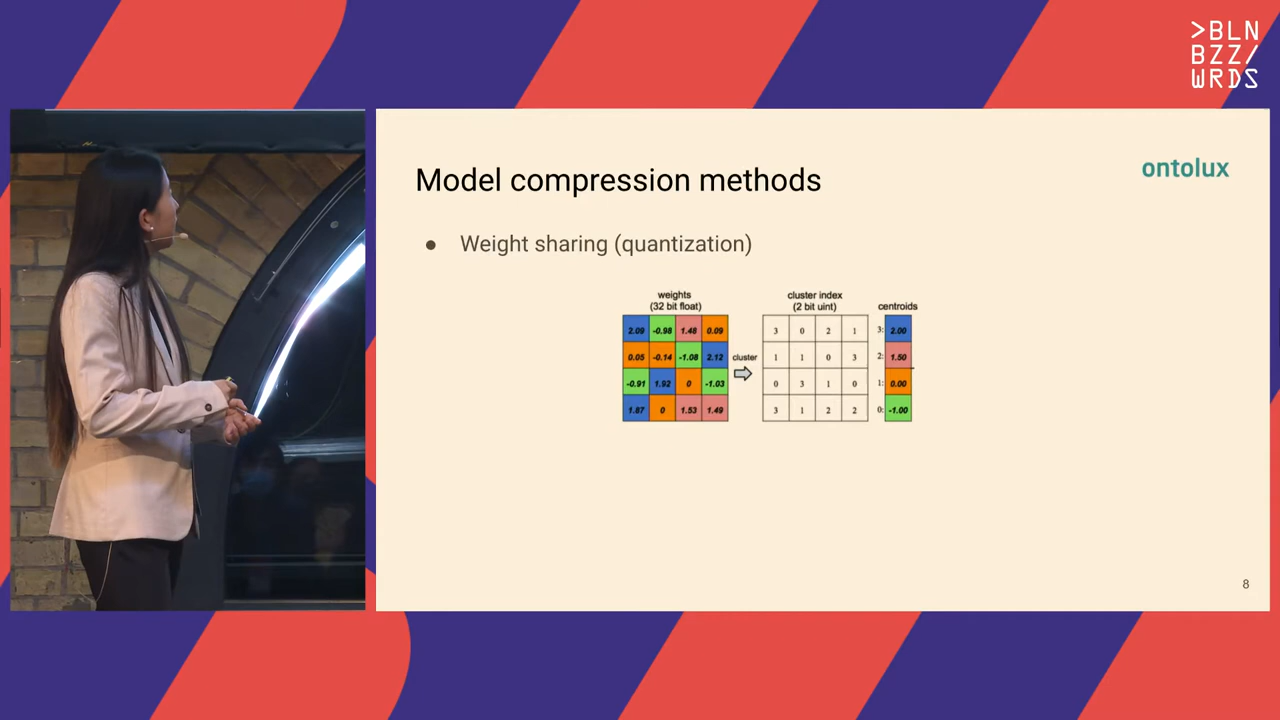 >BLN
BZZ/
WRDS
ontolux
Model compression methods
● Weight sharing (quantization)
weights
(32 bit float)
2.09 -0.98 1.48 0.09
0.05 -0.14 -1.08 2.12
-0.91 1.92 0 -1.03
1.87 0 1.53 1.49
cluster
cluster index
(2 bit uint)
3 0 2 1
1 1 0 3
0 3 1 0
3 1 2 2
centroids
3: 2.00
2: 1.50
1: 0.00
0: -1.00
8